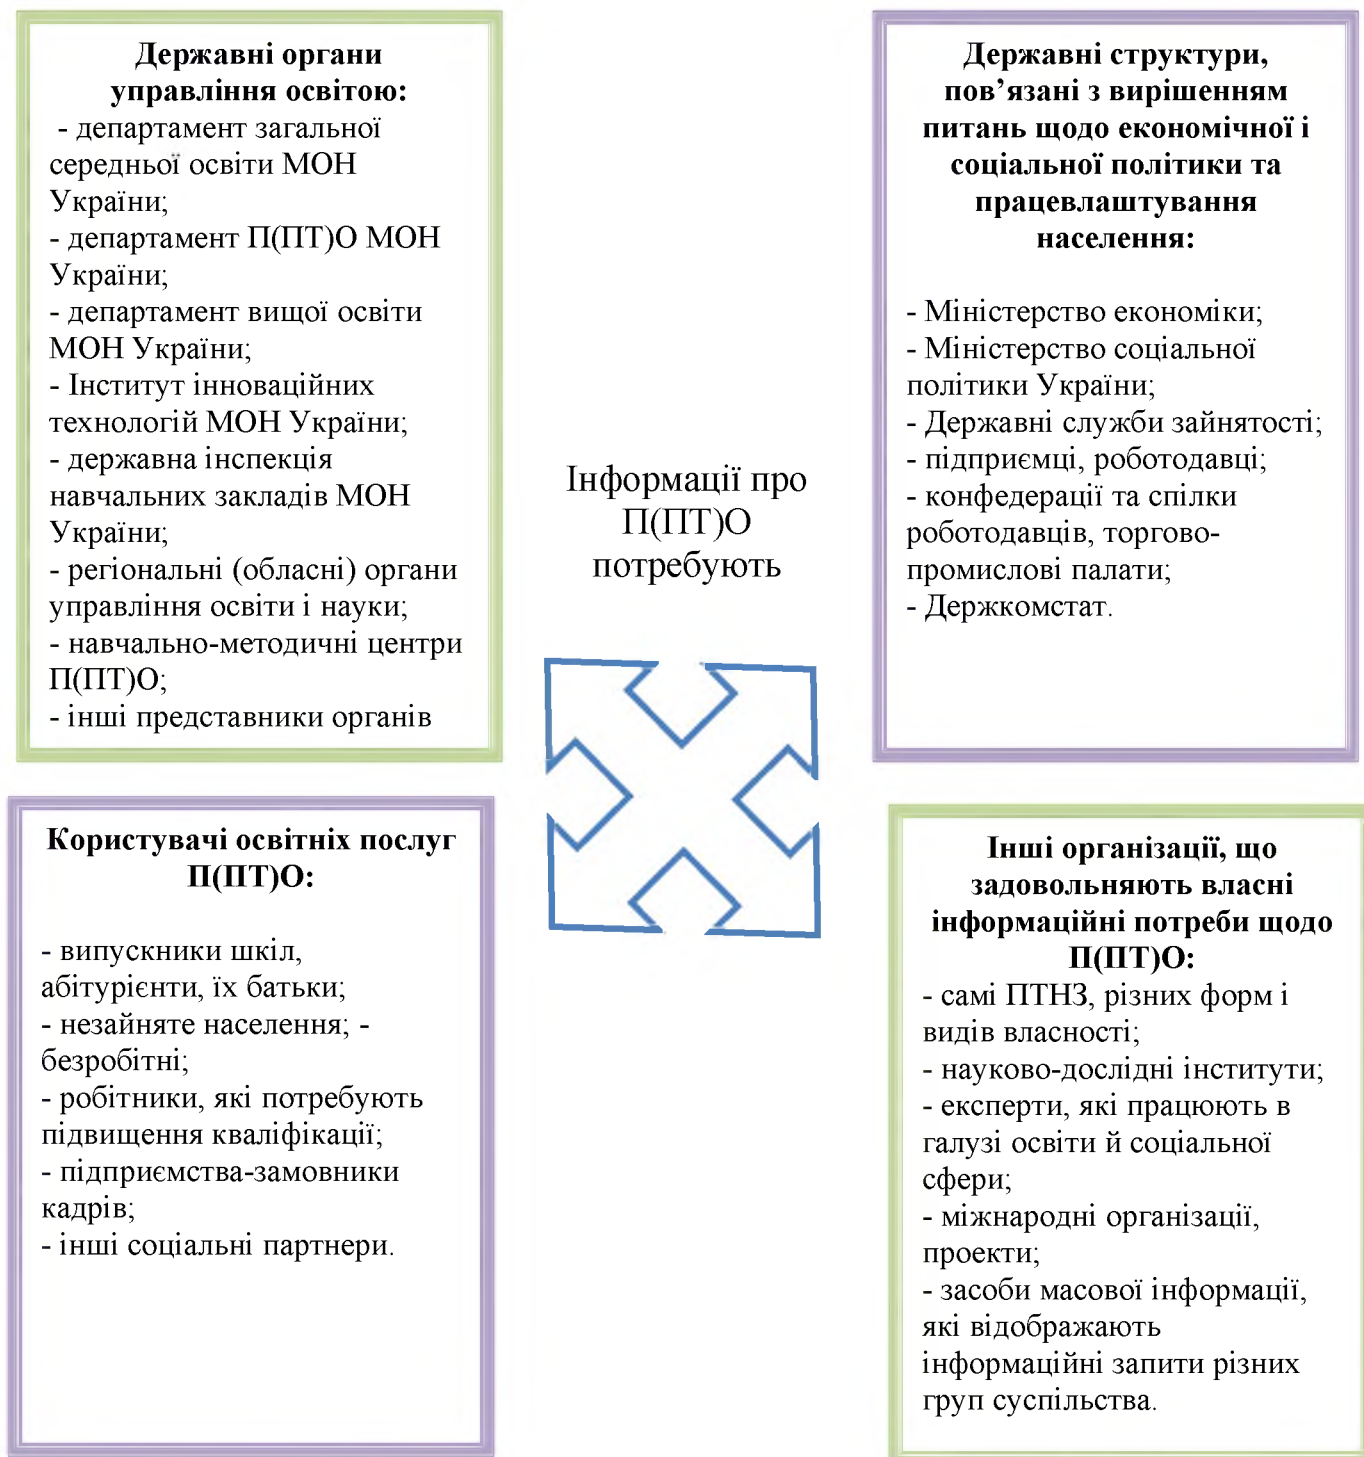 Державні органи
управління освітою:
- департамент загальної
середньої освіти МОН
України;
- департамент П(ПТ)О МОН
України;
- департамент вищої освіти
МОН України;
- Інститут інноваційних
технологій МОН України;
- державна інспекція
навчальних закладів МОН
України;
- регіональні (обласні) органи
управління освіти і науки;
- навчально-методичні центри
П(ПТ)О;
- інші представники органів
Інформації про
П(ПТ)О
потребують
Державні структури,
пов’язані з вирішенням
питань щодо економічної і
соціальної політики та
працевлаштування
населення:
- Міністерство економіки;
- Міністерство соціальної
політики України;
- Державні служби зайнятості;
- підприємці, роботодавці;
- конфедерації та спілки
роботодавців, торгово-
промислові палати;
- Держкомстат.
Користувачі освітніх послуг
П(ПТ)О:
- випускники шкіл,
абітурієнти, їх батьки;
- незайняте населення; -
безробітні;
- робітники, які потребують
підвищення кваліфікації;
- підприємства-замовники
кадрів;
- інші соціальні партнери.
Інші організації, що
задовольняють власні
інформаційні потреби щодо
П(ПТ)О:
- самі ПТНЗ, різних форм і
видів власності;
- науково-дослідні інститути;
- експерти, які працюють в
галузі освіти й соціальної
сфери;
- міжнародні організації,
проекти;
- засоби масової інформації,
які відображають
інформаційні запити різних
груп суспільства.